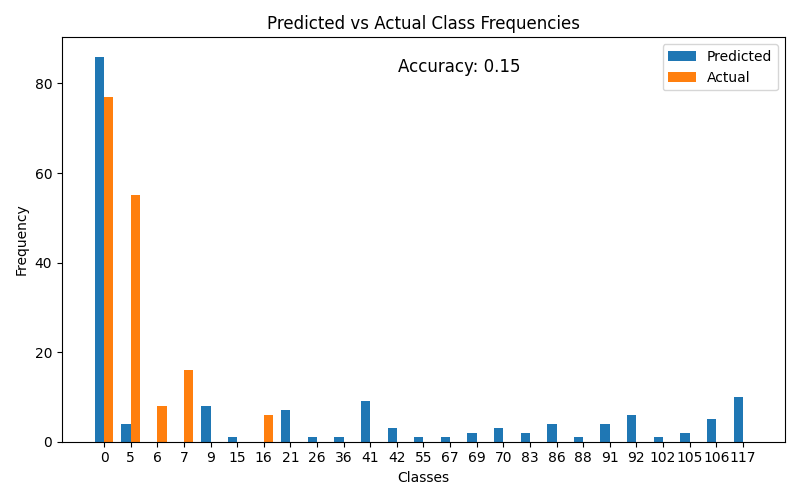 Predicted vs Actual Class Frequencies
Accuracy: 0.15
Predicted
Actual
Frequency
80
60
40
20
0
0 5 6 7 9 15 16 21 26 36 41 42 55 67 69 70 83 86 88 91 92 102 105 106 117
Classes